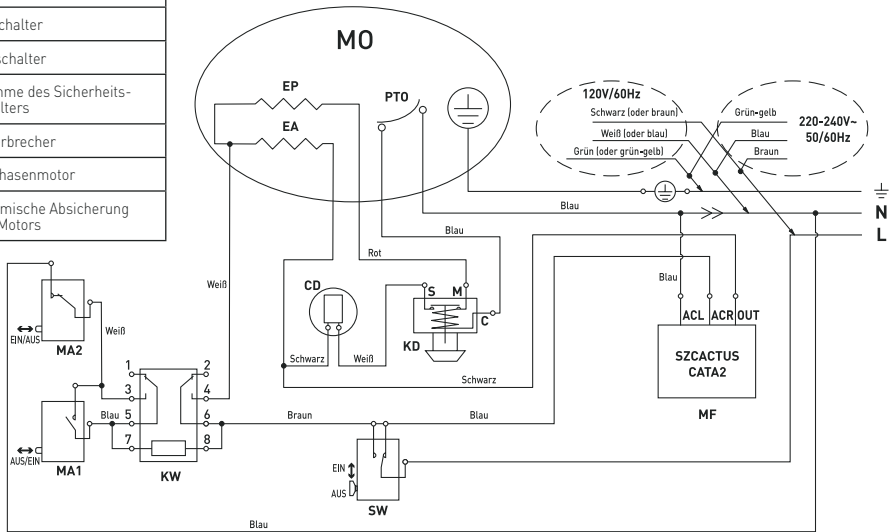 chalter
schalter
me des Sicherheits-
lters
rbrecher
hasenmotor
mische Absicherung
Motors
MO
EP
EA
PTO
120V/60Hz
Schwarz (oder braun)
Weiß (oder blau)
Grün (oder grün-gelb)
Grün-gelb
Blau
Braun
220-240V~
50/60Hz
Blau
N
L
Blau
Rot
Weiß
CD
S
M
C
KD
Schwarz
Weiß
Schwarz
Blau
ACL
ACR
OUT
SZCACTUS
CATA2
MF
EIN/AUS
MA2
Weiß
1
2
3
4
Blau
5
6
7
8
KW
AUS/EIN
MA1
Braun
Blau
EIN
AUS
SW
Blau